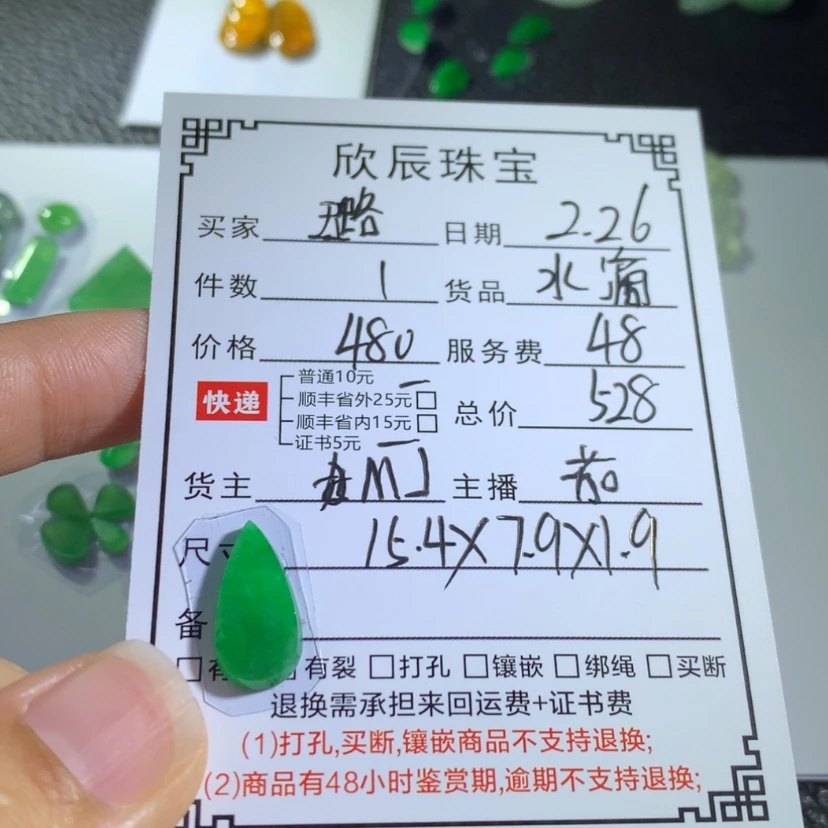 欣辰珠宝
买家 璐 日期 2.26
件数 1 货品 水滴
价格 480 服务费 48
快递 普通10元
顺丰省外25元
顺丰省内15元
证书5元
总价 528
货主 MJ 主播
尺寸 15.4X7.9X1.9
备
有裂 打孔 镶嵌 绑绳 买断
退换需承担来回运费+证书费
(1)打孔,买断,镶嵌商品不支持退换;
(2)商品有48小时鉴赏期,逾期不支持退换;